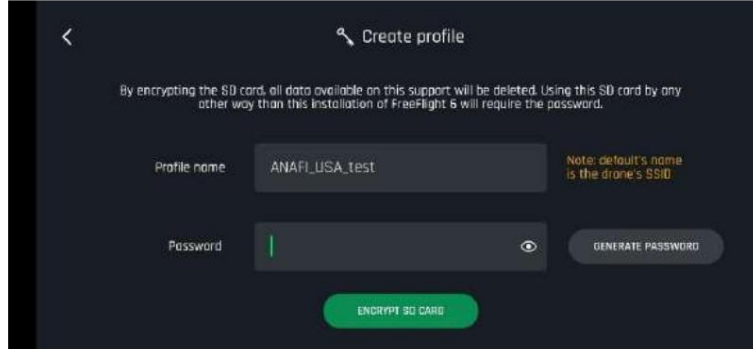 Create profile
By encrypting the SD card, all data available on this support will be deleted. Using this SD card by any
other way than this installation of FreeFlight 6 will require the password.
Profile name
ANAFI_USA_test
Note: default's name
is the drone's SSID
Password
GENERATE PASSWORD
ENCRYPT SD CARD